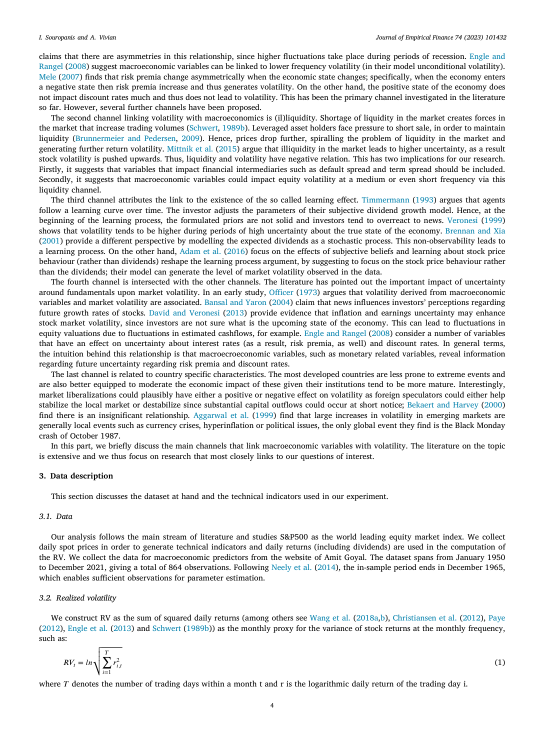 I. Souropanis and A. Vivian
Journal of Empirical Finance 74 (2023) 101432
claims that there are asymmetries in this relationship, since higher fluctuations take place during periods of recession. Engle and
Rangel (2008) suggest macroeconomic variables can be linked to lower frequency volatility (in their model unconditional volatility).
Mele (2007) finds that risk premia change asymmetrically when the economic state changes; specifically, when the economy enters
a negative state then risk premia increase and thus generates volatility. On the other hand, the positive state of the economy does
not impact discount rates much and thus does not lead to volatility. This has been the primary channel investigated in the literature
so far. However, several further channels have been proposed.
The second channel linking volatility with macroeconomics is (il)liquidity. Shortage of liquidity in the market creates forces in
the market that increase trading volumes (Schwert, 1989b). Leveraged asset holders face pressure to short sale, in order to maintain
liquidity (Brunnermeier and Pedersen, 2009). Hence, prices drop further, spiralling the problem of liquidity in the market and
generating further return volatility. Mittnik et al. (2015) argue that illiquidity in the market leads to higher uncertainty, as a result
stock volatility is pushed upwards. Thus, liquidity and volatility have negative relation. This has two implications for our research.
Firstly, it suggests that variables that impact financial intermediaries such as default spread and term spread should be included.
Secondly, it suggests that macroeconomic variables could impact equity volatility at a medium or even short frequency via this
liquidity channel.
The third channel attributes the link to the existence of the so called learning effect. Timmermann (1993) argues that agents
follow a learning curve over time. The investor adjusts the parameters of their subjective dividend growth model. Hence, at the
beginning of the learning process, the formulated priors are not solid and investors tend to overreact to news. Veronesi (1999)
shows that volatility tends to be higher during periods of high uncertainty about the true state of the economy. Brennan and Xia
(2001) provide a different perspective by modelling the expected dividends as a stochastic process. This non-observability leads to
a learning process. On the other hand, Adam et al. (2016) focus on the effects of subjective beliefs and learning about stock price
behaviour (rather than dividends) reshape the learning process argument, by suggesting to focus on the stock price behaviour rather
than the dividends; their model can generate the level of market volatility observed in the data.
The fourth channel is intersected with the other channels. The literature has pointed out the important impact of uncertainty
around fundamentals upon market volatility. In an early study, Officer (1973) argues that volatility derived from macroeconomic
variables and market volatility are associated. Bansal and Yaron (2004) claim that news influences investors' perceptions regarding
future growth rates of stocks. David and Veronesi (2013) provide evidence that inflation and earnings uncertainty may enhance
stock market volatility, since investors are not sure what is the upcoming state of the economy. This can lead to fluctuations in
equity valuations due to fluctuations in estimated cashflows, for example. Engle and Rangel (2008) consider a number of variables
that have an effect on uncertainty about interest rates (as a result, risk premia, as well) and discount rates. In general terms,
the intuition behind this relationship is that macroecroeconomic variables, such as monetary related variables, reveal information
regarding future uncertainty regarding risk premia and discount rates.
The last channel is related to country specific characteristics. The most developed countries are less prone to extreme events and
are also better equipped to moderate the economic impact of these given their institutions tend to be more mature. Interestingly,
market liberalizations could plausibly have either a positive or negative effect on volatility as foreign speculators could either help
stabilize the local market or destabilize since substantial capital outflows could occur at short notice; Bekaert and Harvey (2000)
find there is an insignificant relationship. Aggarwal et al. (1999) find that large increases in volatility in emerging markets are
generally local events such as currency crises, hyperinflation or political issues, the only global event they find is the Black Monday
crash of October 1987.
In this part, we briefly discuss the main channels that link macroeconomic variables with volatility. The literature on the topic
is extensive and we thus focus on research that most closely links to our questions of interest.
3. Data description
This section discusses the dataset at hand and the technical indicators used in our experiment.
3.1. Data
Our analysis follows the main stream of literature and studies S&P500 as the world leading equity market index. We collect
daily spot prices in order to generate technical indicators and daily returns (including dividends) are used in the computation of
the RV. We collect the data for macroeconomic predictors from the website of Amit Goyal. The dataset spans from January 1950
to December 2021, giving a total of 864 observations. Following Neely et al. (2014), the in-sample period ends in December 1965,
which enables sufficient observations for parameter estimation.
3.2. Realized volatility
We construct RV as the sum of squared daily returns (among others see Wang et al. (2018a,b), Christiansen et al. (2012), Paye
(2012), Engle et al. (2013) and Schwert (1989b)) as the monthly proxy for the variance of stock returns at the monthly frequency,
such as:
RV_t = ln√(∑_{i=1}^{T} r²_{i,t}) (1)
where T denotes the number of trading days within a month t and r is the logarithmic daily return of the trading day i.
4